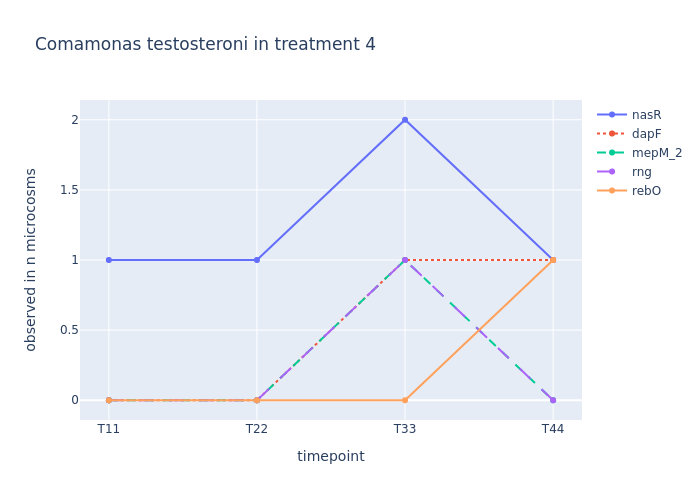 Comamonas testosteroni in treatment 4
observed in n microcosms
2
1.5
1
0.5
0
T11
T22
T33
T44
timepoint
nasR
dapF
mepM_2
rng
rebO